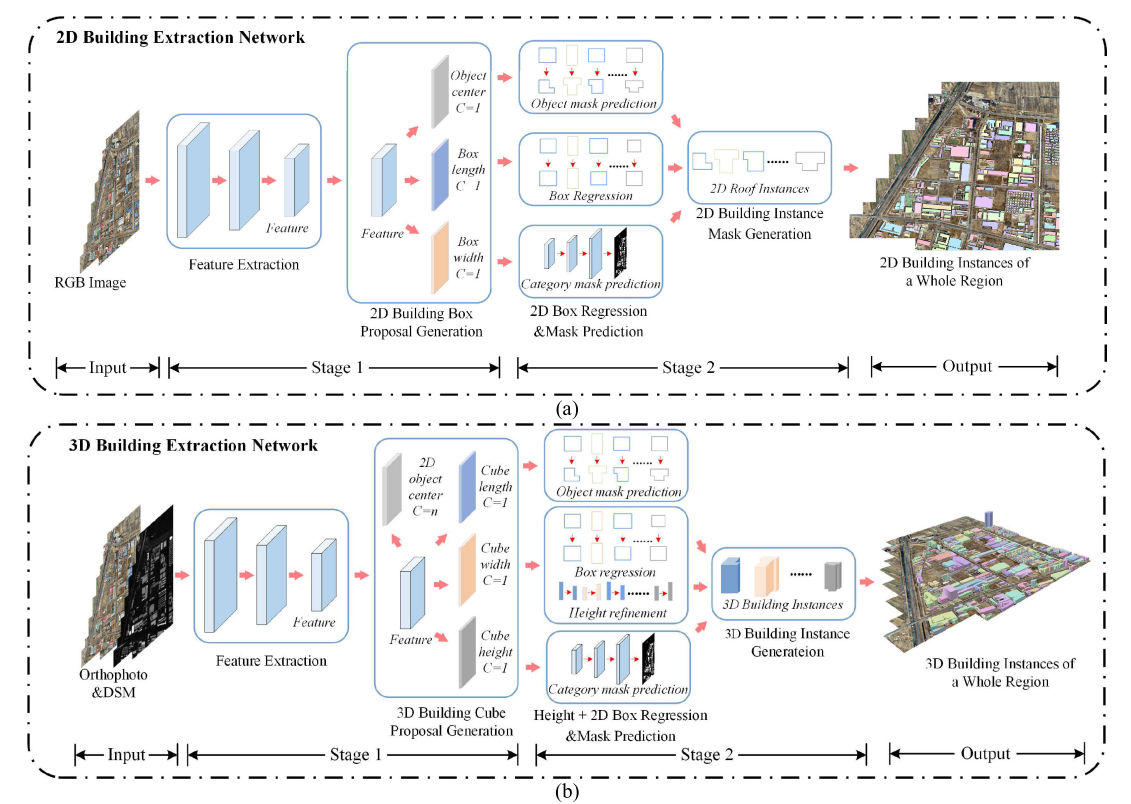 2D Building Extraction Network
RGB Image
Feature
Feature Extraction
Feature
Object
center
C=1
Box
length
C 1
Box
width
C=1
2D Building Box
Proposal Generation
Object mask prediction
Box Regression
Category mask prediction
2D Box Regression
&Mask Prediction
2D Roof Instances
2D Building Instance
Mask Generation
2D Building Instances of
a Whole Region
Input
Stage 1
Stage 2
Output
(a)
3D Building Extraction Network
Orthophoto
&DSM
Feature
Feature Extraction
2D
object
center
C=n
Feature
Cube
length
C=1
Cube
width
C=1
Cube
height
C=1
3D Building Cube
Proposal Generation
Object mask prediction
Box regression
Height refinement
Category mask prediction
Height + 2D Box Regression
&Mask Prediction
3D Building Instances
3D Building Instance
Generateion
3D Building Instances of
a Whole Region
Input
Stage 1
Stage 2
Output
(b)